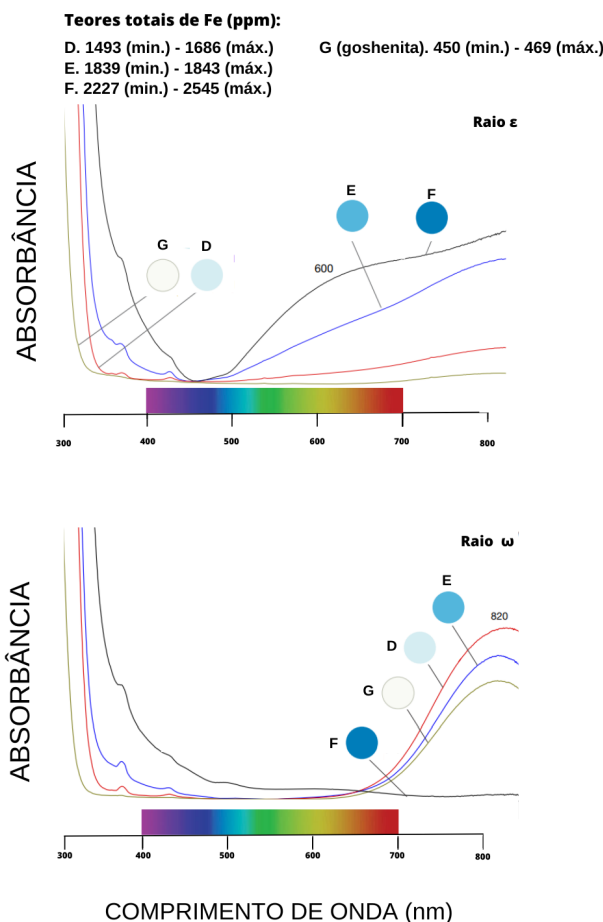 Teores totais de Fe (ppm):
D. 1493 (min.) - 1686 (máx.)
G (goshenita). 450 (min.) - 469 (máx.)
E. 1839 (min.) - 1843 (máx.)
F. 2227 (min.) - 2545 (máx.)
Raio ε
ABSORBÂNCIA
E
F
G
D
600
300 400 500 600 700 800
Raio ω
ABSORBÂNCIA
E
820
D
G
F
300 400 500 600 700 800
COMPRIMENTO DE ONDA (nm)